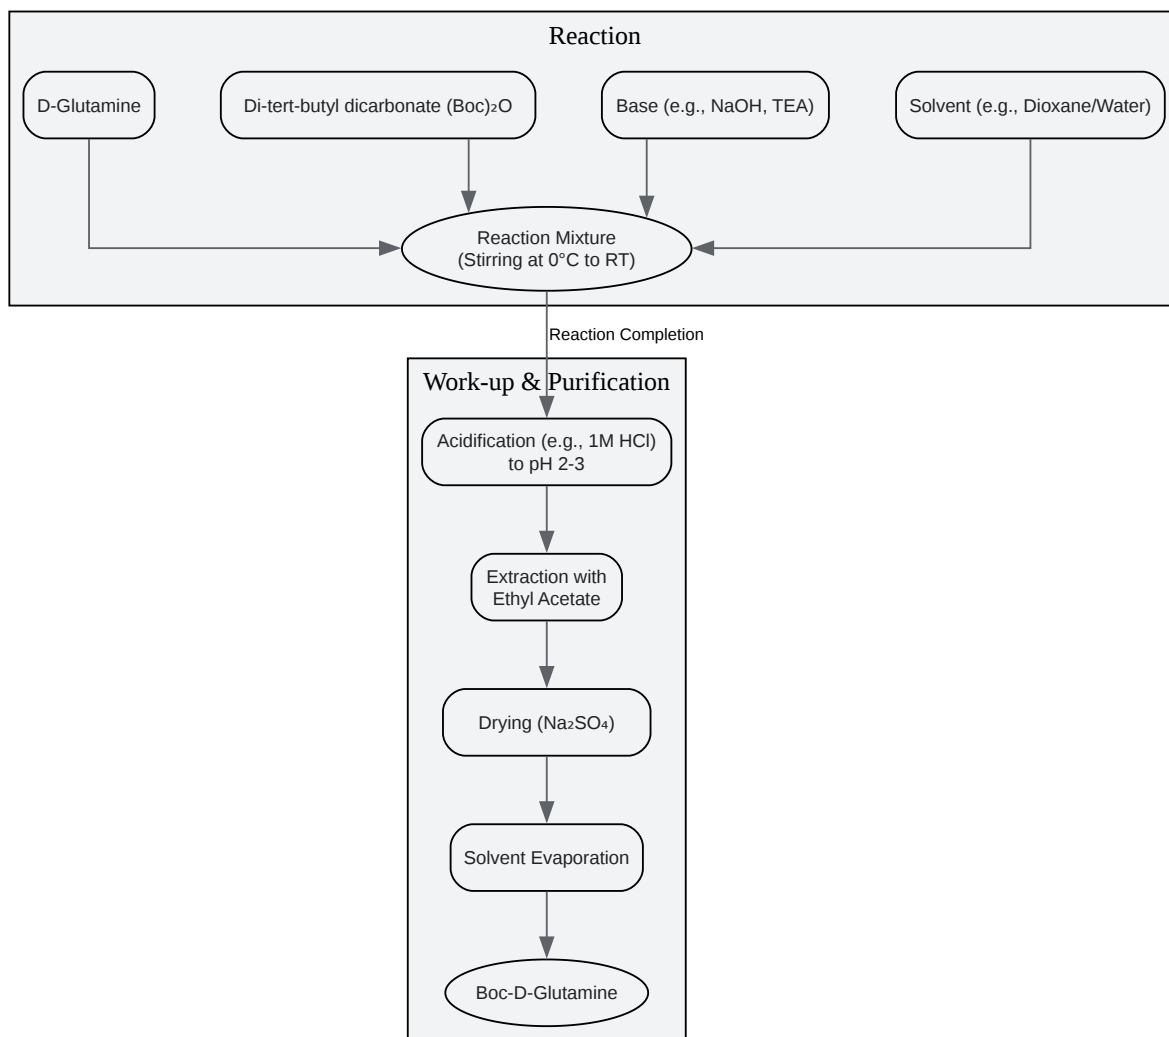 Reaction
D-Glutamine
Di-tert-butyl dicarbonate (Boc)₂O
Base (e.g., NaOH, TEA)
Solvent (e.g., Dioxane/Water)
Reaction Mixture
(Stirring at 0°C to RT)
Reaction Completion
Work-up & Purification
Acidification (e.g., 1M HCl)
to pH 2-3
Extraction with
Ethyl Acetate
Drying (Na₂SO₄)
Solvent Evaporation
Boc-D-Glutamine